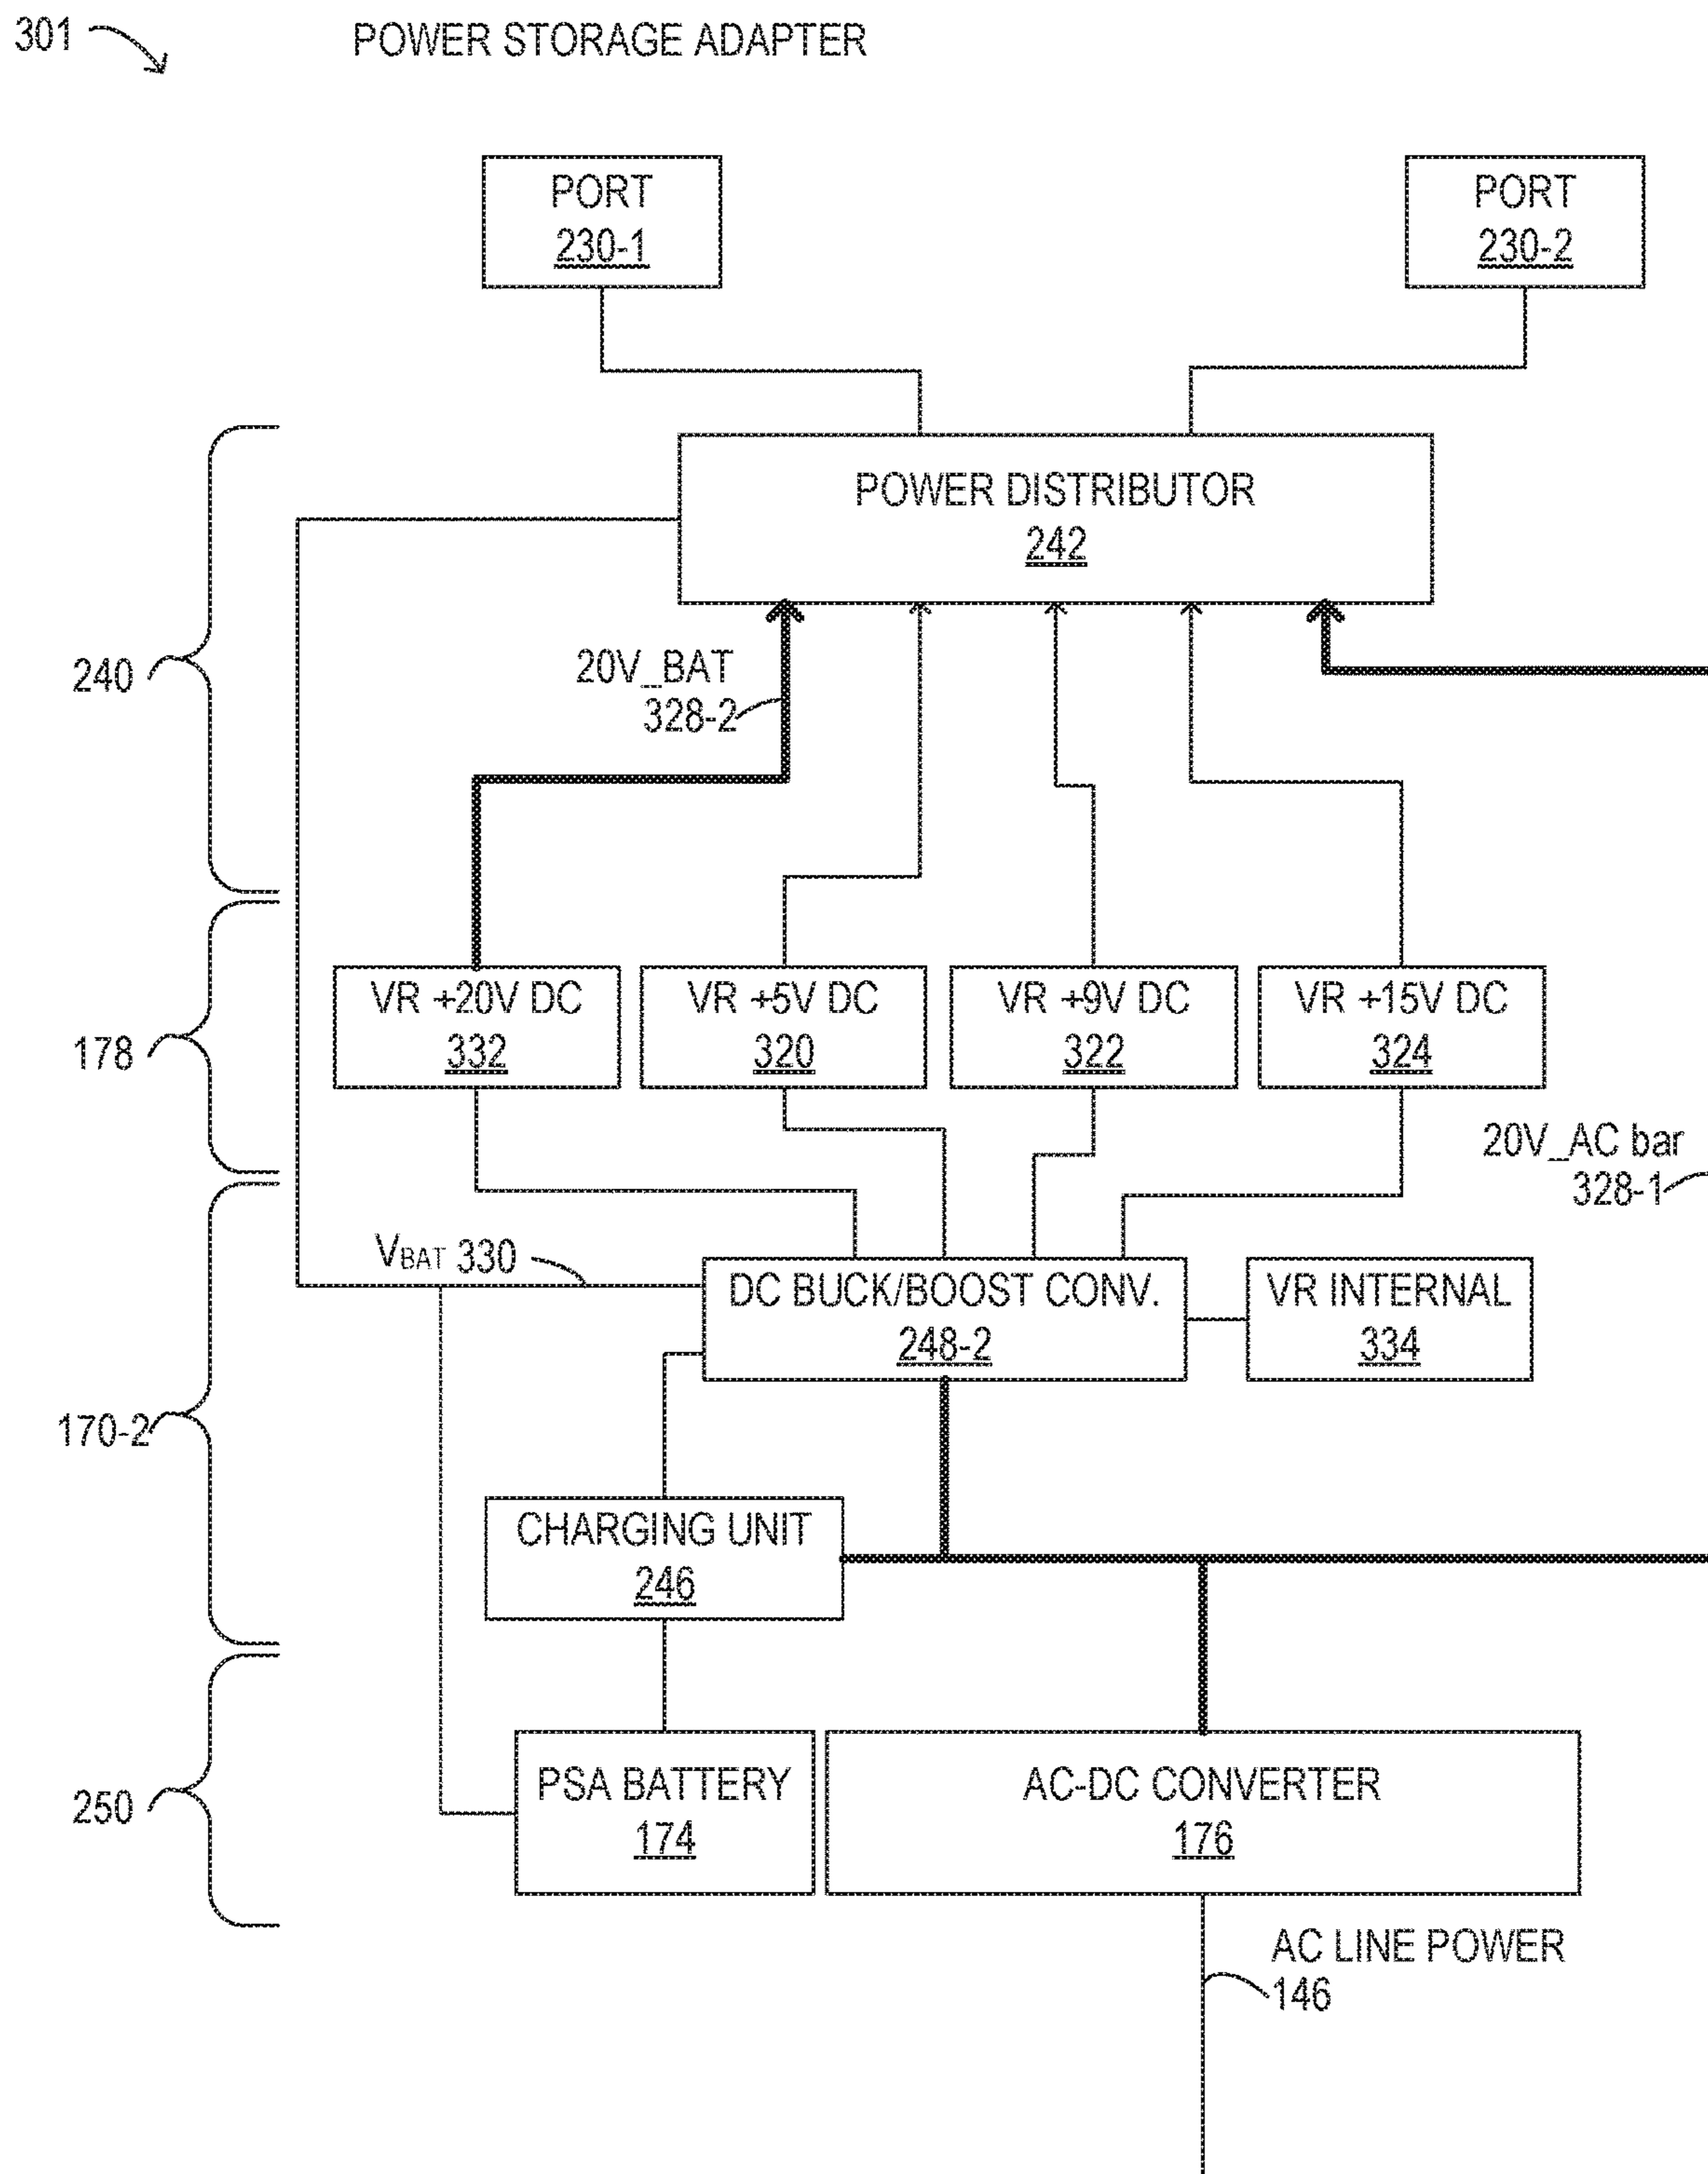 301
POWER STORAGE ADAPTER
PORT
230-1
PORT
230-2
POWER DISTRIBUTOR
242
20V_BAT
328-2
240
VR +20V DC
332
VR +5V DC
320
VR +9V DC
322
VR +15V DC
324
178
20V_AC bar
328-1
VBAT 330
DC BUCK/BOOST CONV.
248-2
VR INTERNAL
334
170-2
CHARGING UNIT
246
PSA BATTERY
174
AC-DC CONVERTER
176
250
AC LINE POWER
146